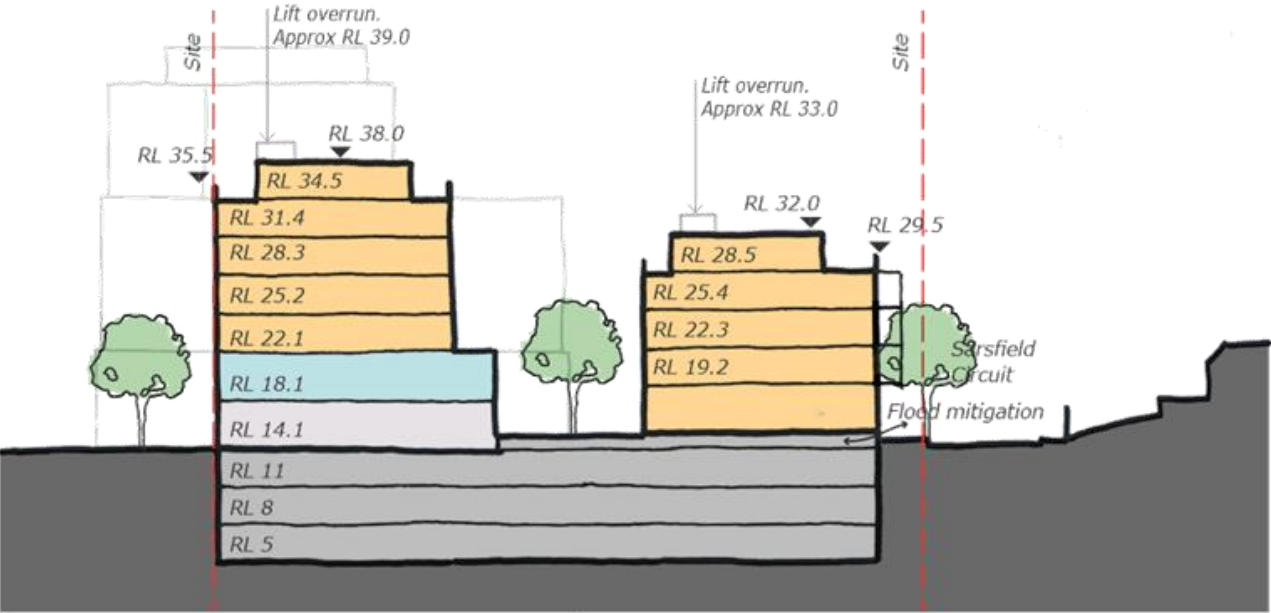 Lift overrun.
Approx RL 39.0
Site
Site
Lift overrun.
Approx RL 33.0
RL 38.0
RL 35.5
RL 34.5
RL 31.4
RL 28.3
RL 25.2
RL 22.1
RL 18.1
RL 14.1
RL 11
RL 8
RL 5
RL 32.0
RL 29.5
RL 28.5
RL 25.4
RL 22.3
RL 19.2
Sarsfield
Circuit
Flood mitigation